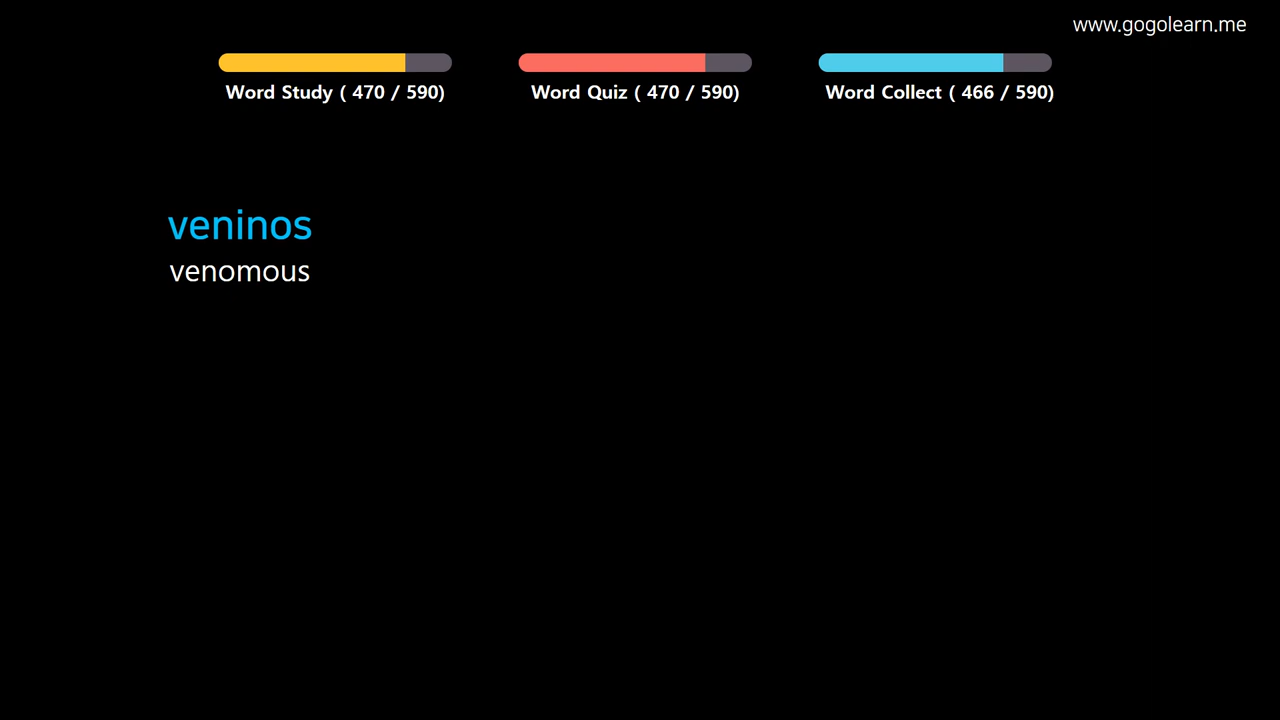 www.gogolearn.me
Word Study ( 470 / 590)
Word Quiz ( 470 / 590)
Word Collect ( 466 / 590)
veninos
venomous